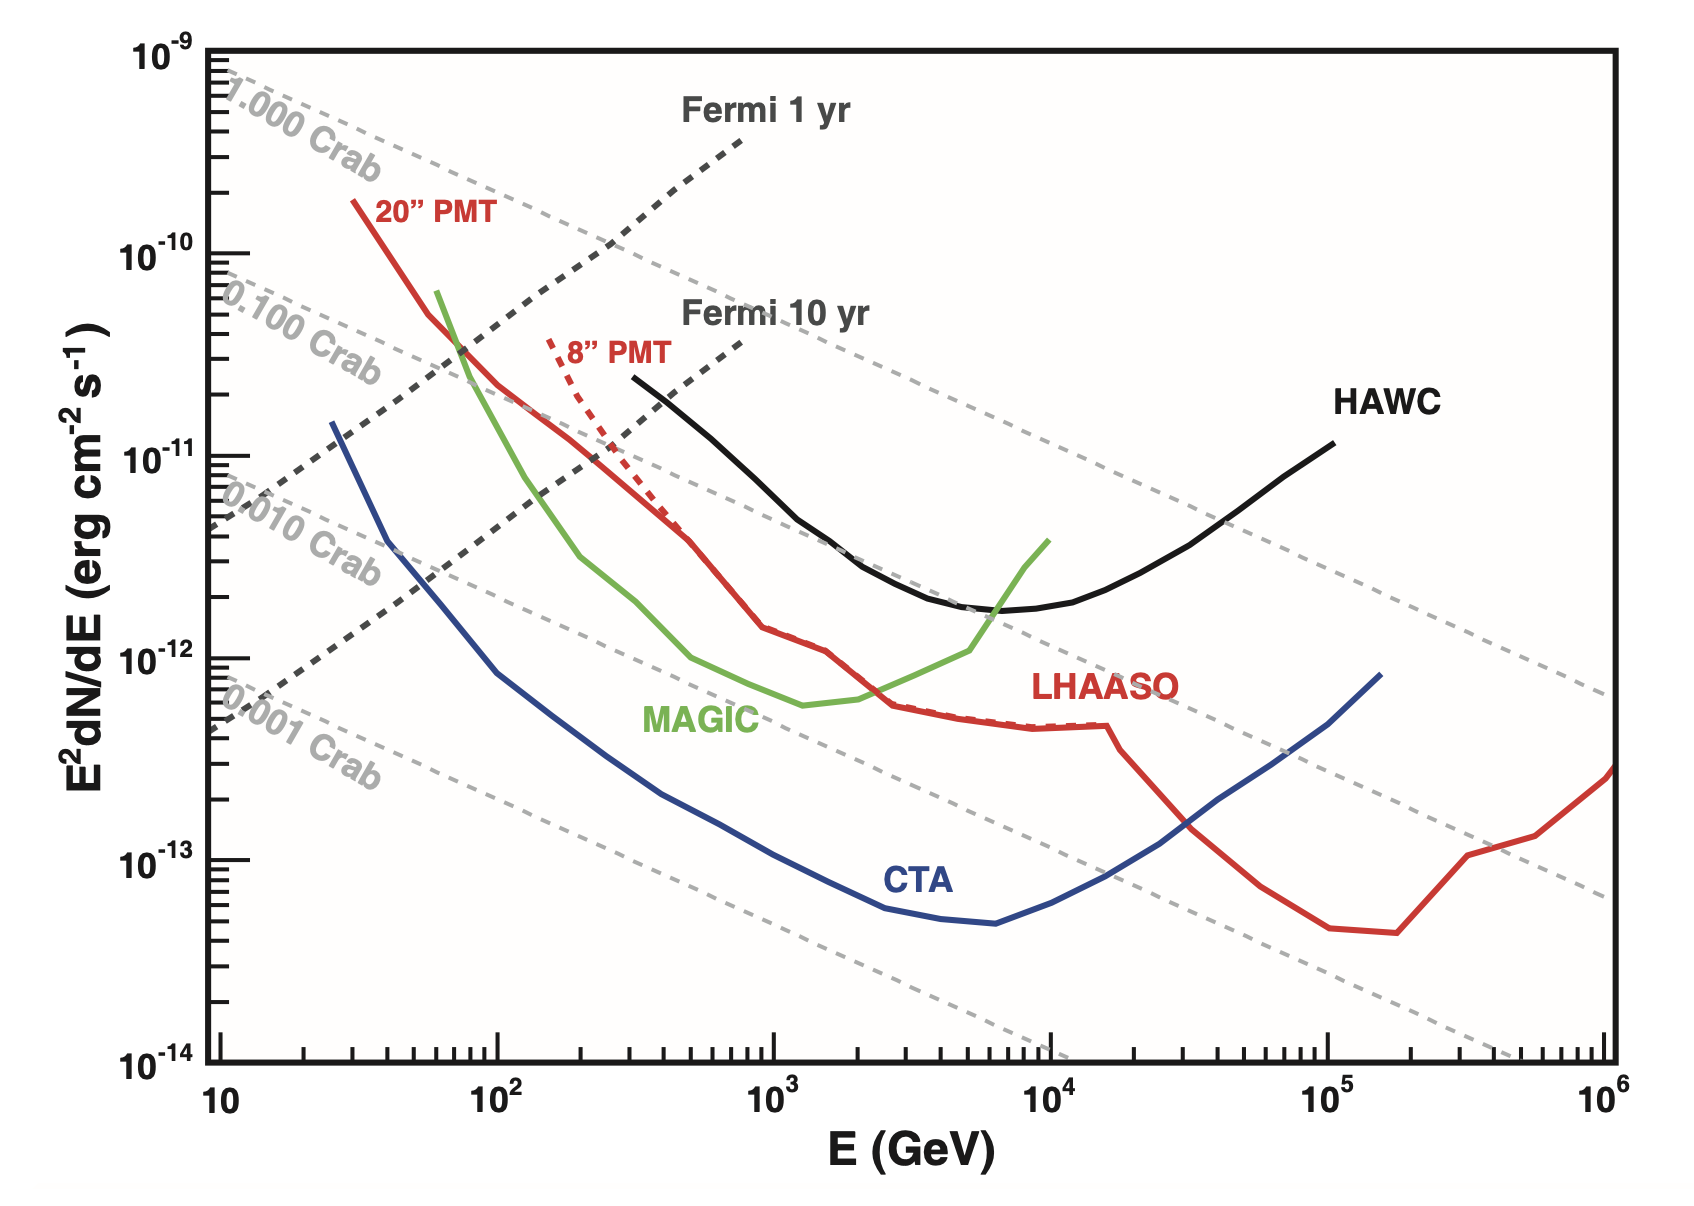 10⁻⁹
10⁻¹⁰
10⁻¹¹
10⁻¹²
10⁻¹³
10⁻¹⁴
E²dN/dE (erg cm⁻² s⁻¹)
1.000 Crab
0.100 Crab
0.010 Crab
0.001 Crab
Fermi 1 yr
20” PMT
Fermi 10 yr
8” PMT
HAWC
LHAASO
MAGIC
CTA
10
10²
10³
10⁴
10⁵
10⁶
E (GeV)